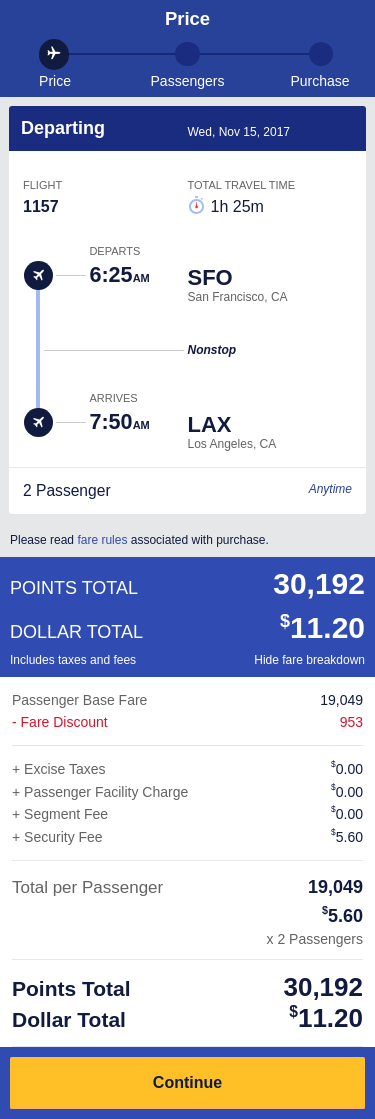 Price
Price Passengers Purchase
Departing Wed, Nov 15, 2017
FLIGHT TOTAL TRAVEL TIME
1157 1h 25m
DEPARTS
6:25AM SFO
San Francisco, CA
Nonstop
ARRIVES
7:50AM LAX
Los Angeles, CA
2 Passenger Anytime
Please read fare rules associated with purchase.
POINTS TOTAL 30,192
DOLLAR TOTAL $11.20
Includes taxes and fees Hide fare breakdown
Passenger Base Fare 19,049
- Fare Discount 953
+ Excise Taxes $0.00
+ Passenger Facility Charge $0.00
+ Segment Fee $0.00
+ Security Fee $5.60
Total per Passenger 19,049
$5.60
x 2 Passengers
Points Total 30,192
Dollar Total $11.20
Continue